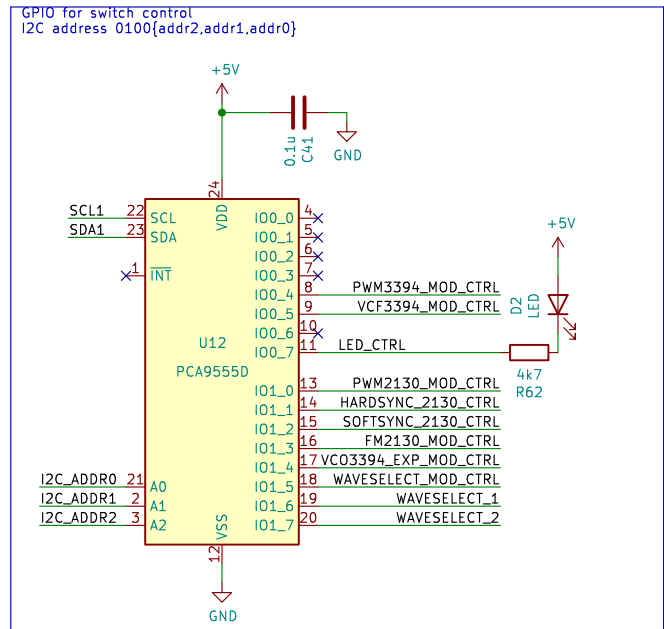 GPIO for switch control
I2C address 0100{addr2,addr1,addr0}
+5V
0.1u
C41
GND
24
VDD
SCL1
22
SCL
SDA1
23
SDA
1
INT
U12
PCA9555D
I2C_ADDR0
21
A0
I2C_ADDR1
2
A1
I2C_ADDR2
3
A2
VSS
12
GND
IO0_0
4
IO0_1
5
IO0_2
6
IO0_3
7
IO0_4
8
PWM3394_MOD_CTRL
IO0_5
9
VCF3394_MOD_CTRL
IO0_6
10
IO0_7
11
LED_CTRL
IO1_0
13
PWM2130_MOD_CTRL
IO1_1
14
HARDSYNC_2130_CTRL
IO1_2
15
SOFTSYNC_2130_CTRL
IO1_3
16
FM2130_MOD_CTRL
IO1_4
17
VCO3394_EXP_MOD_CTRL
IO1_5
18
WAVESELECT_MOD_CTRL
IO1_6
19
WAVESELECT_1
IO1_7
20
WAVESELECT_2
+5V
D2
LED
4k7
R62